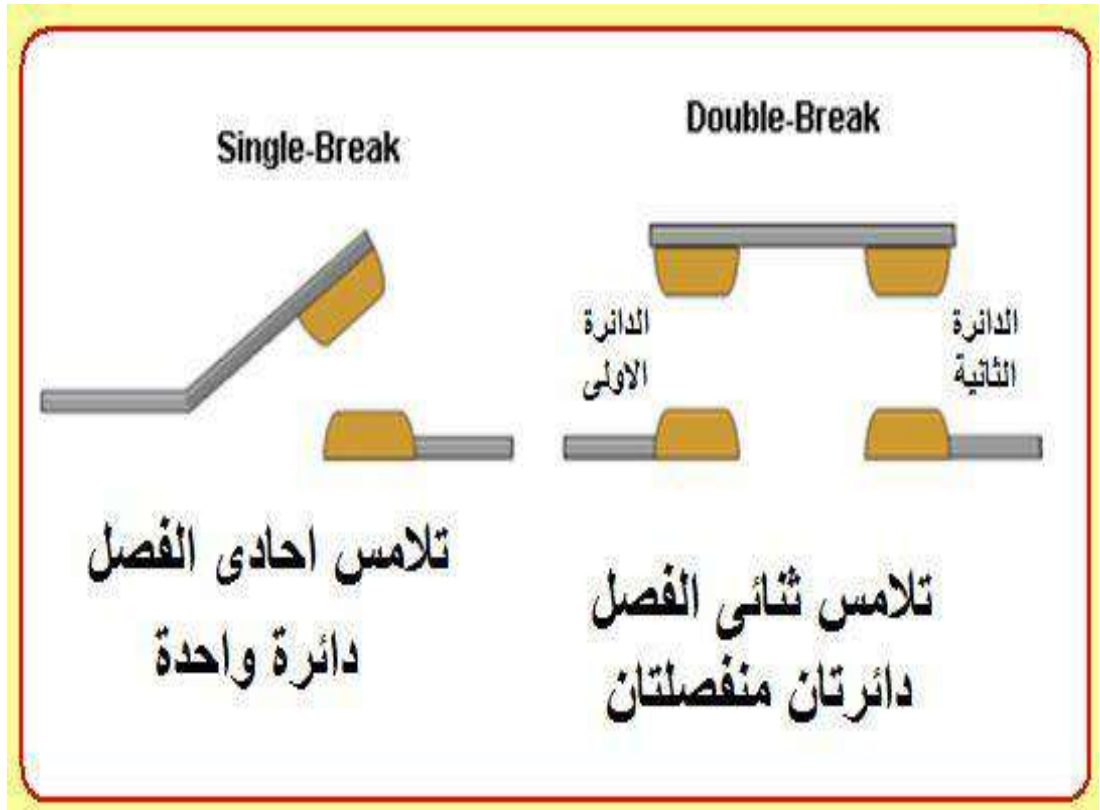 Single-Break
Double-Break
الدائرة
الاولى
الدائرة
الثانية
تلامس احادى الفصل
دائرة واحدة
تلامس ثنائى الفصل
دائرتان منفصلتان